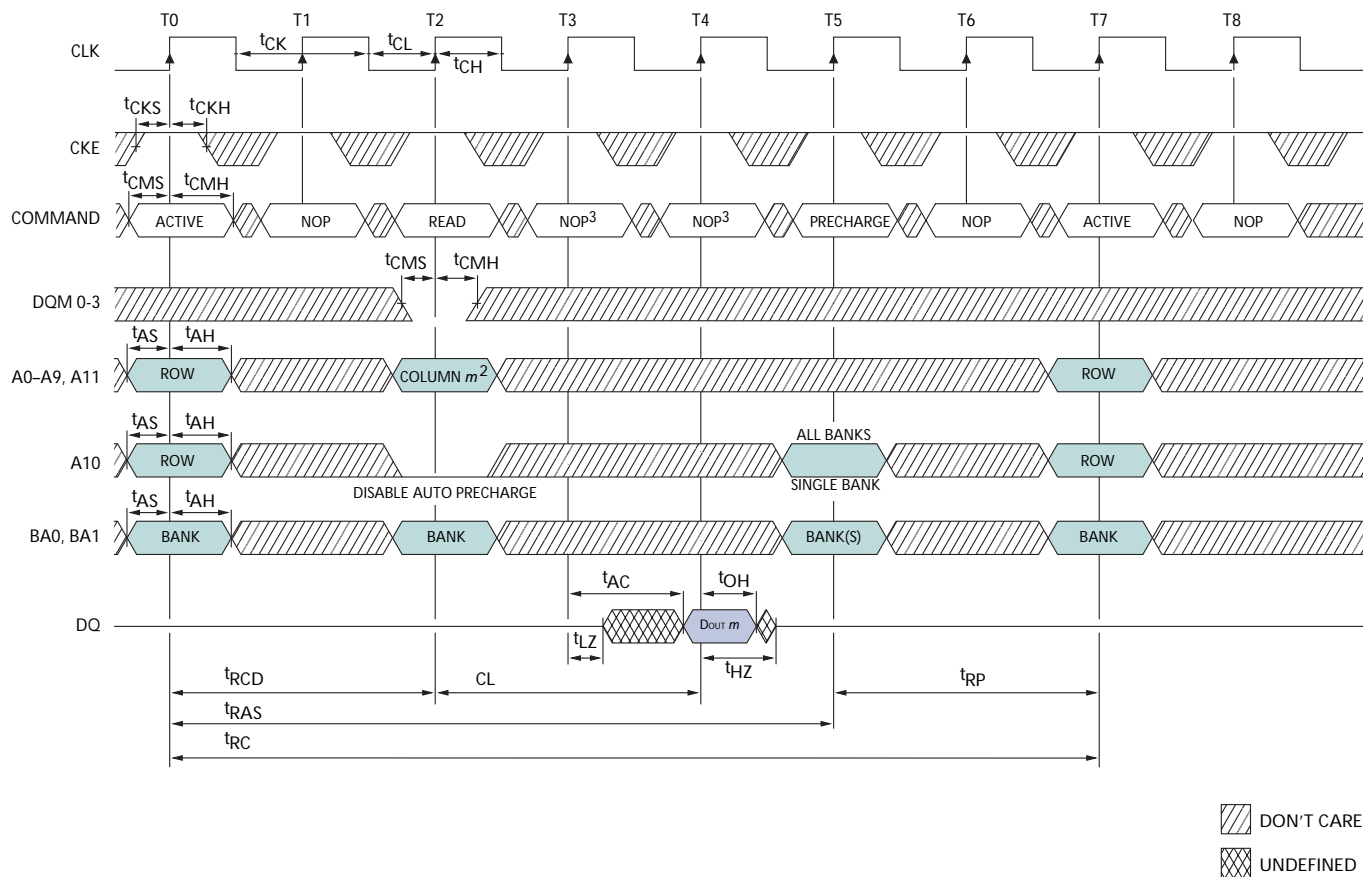 T0 T1 T2 T3 T4 T5 T6 T7 T8
CLK tCK tCL tCH
tCKS tCKH
CKE
tCMS tCMH
COMMAND ACTIVE NOP READ NOP3 NOP3 PRECHARGE NOP ACTIVE NOP
tCMS tCMH
DQM 0-3
tAS tAH
A0–A9, A11 ROW COLUMN m2 ROW
tAS tAH ALL BANKS
A10 ROW ROW
DISABLE AUTO PRECHARGE SINGLE BANK
tAS tAH
BA0, BA1 BANK BANK BANK(S) BANK
tAC tOH
DQ DOUT m
tLZ tHZ
tRCD CL tRP
tRAS
tRC
DON'T CARE
UNDEFINED